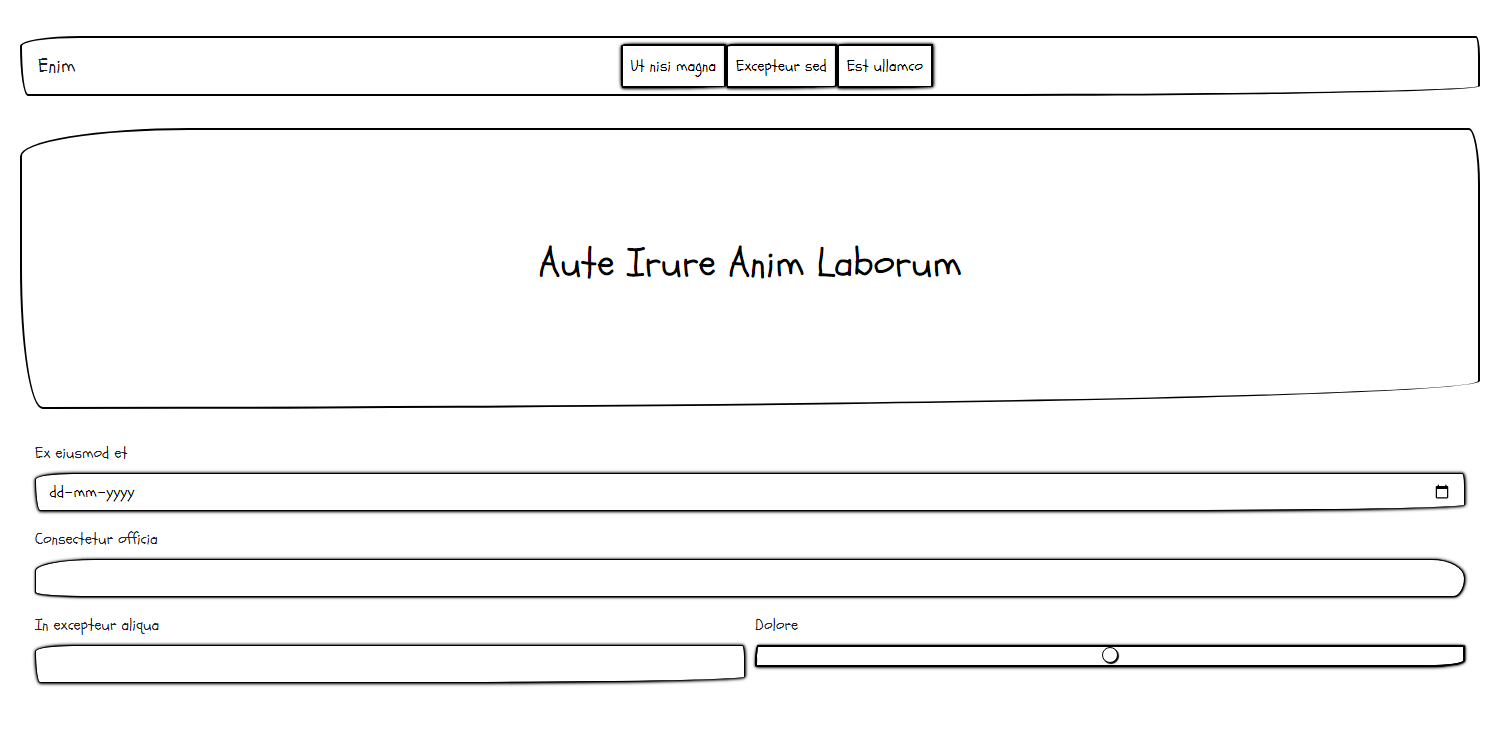 Enim
Ut nisi magna
Excepteur sed
Est ullamco
Aute Irure Anim Laborum
Ex eiusmod et
dd-mm-yyyy
Consectetur officia
In excepteur aliqua
Dolore